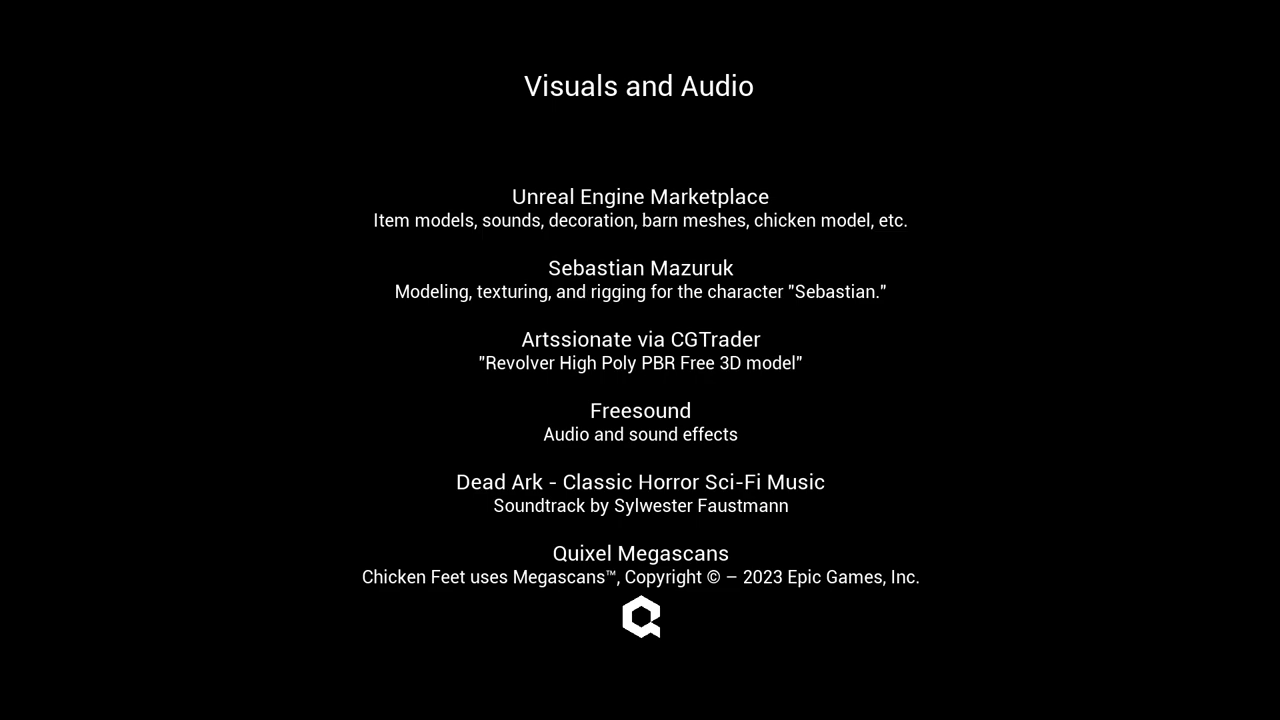 Visuals and Audio
Unreal Engine Marketplace
Item models, sounds, decoration, barn meshes, chicken model, etc.
Sebastian Mazuruk
Modeling, texturing, and rigging for the character "Sebastian."
Artssionate via CGTrader
"Revolver High Poly PBR Free 3D model"
Freesound
Audio and sound effects
Dead Ark - Classic Horror Sci-Fi Music
Soundtrack by Sylwester Faustmann
Quixel Megascans
Chicken Feet uses Megascans™, Copyright © – 2023 Epic Games, Inc.